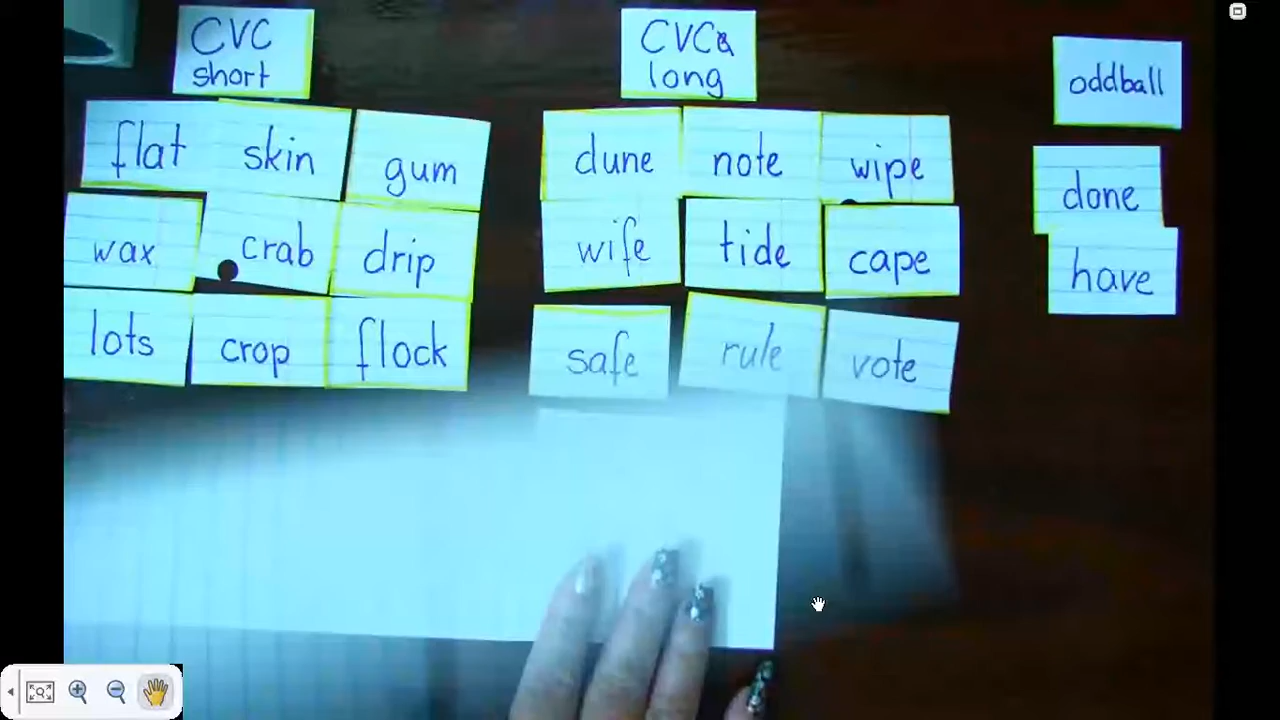 CVC
short
CVCe
long
oddball
flat skin gum
dune note wipe
done
wax crab drip
wife tide cape
have
lots crop flock
safe rule vote